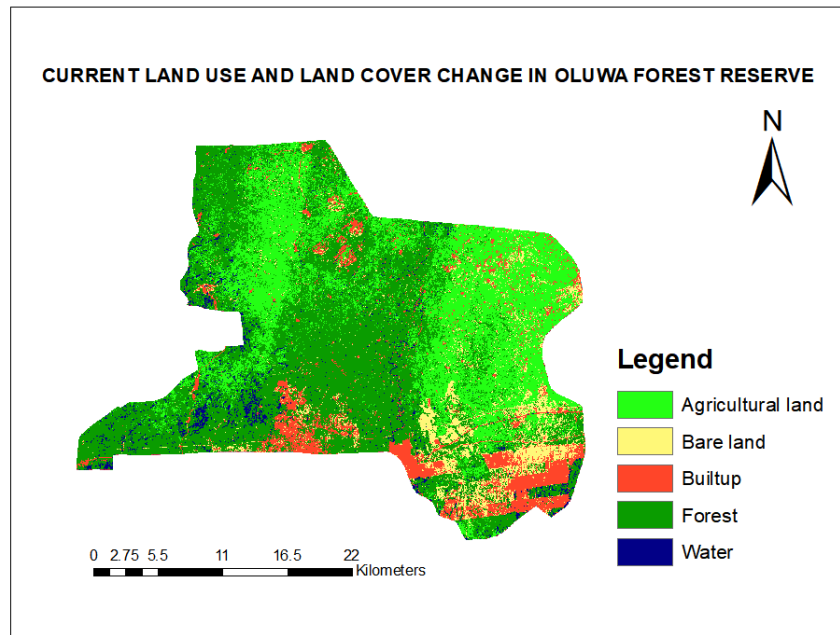 CURRENT LAND USE AND LAND COVER CHANGE IN OLUWA FOREST RESERVE
N
Legend
Agricultural land
Bare land
Builtup
Forest
Water
0 2.75 5.5 11 16.5 22
Kilometers